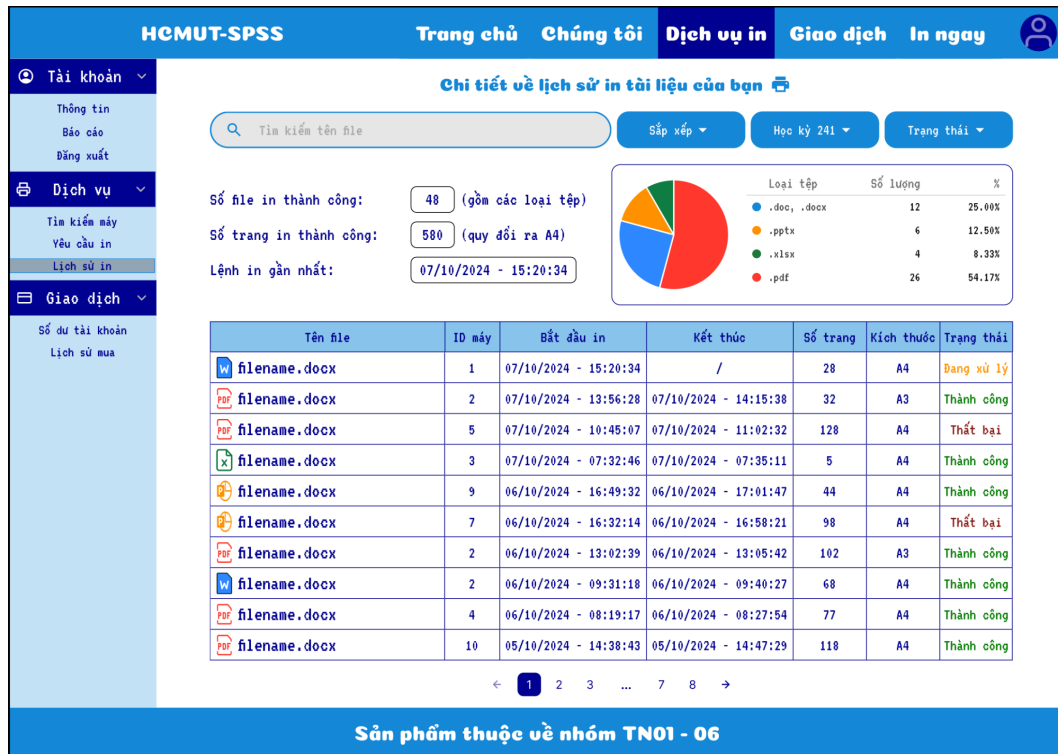 HCMUT-SPSS Trang chủ Chúng tôi Dịch vụ in Giao dịch In ngay
Tài khoản
Thông tin
Báo cáo
Đăng xuất
Dịch vụ
Tìm kiếm máy
Yêu cầu in
Lịch sử in
Giao dịch
Số dư tài khoản
Lịch sử mua
Chi tiết về lịch sử in tài liệu của bạn
Tìm kiếm tên file Sắp xếp Học kỳ 241 Trạng thái
Số file in thành công: 48 (gồm các loại tệp)
Số trang in thành công: 580 (quy đổi ra A4)
Lệnh in gần nhất: 07/10/2024 - 15:20:34
Loại tệp Số lượng %
.doc, .docx 12 25.00%
.pptx 6 12.50%
.xlsx 4 8.33%
.pdf 26 54.17%
Tên file ID máy Bắt đầu in Kết thúc Số trang Kích thước Trạng thái
W filename.docx 1 07/10/2024 - 15:20:34 / 28 A4 Đang xử lý
PDF filename.docx 2 07/10/2024 - 13:56:28 07/10/2024 - 14:15:38 32 A3 Thành công
PDF filename.docx 5 07/10/2024 - 10:45:07 07/10/2024 - 11:02:32 128 A4 Thất bại
X filename.docx 3 07/10/2024 - 07:32:46 07/10/2024 - 07:35:11 5 A4 Thành công
P filename.docx 9 06/10/2024 - 16:49:32 06/10/2024 - 17:01:47 44 A4 Thành công
P filename.docx 7 06/10/2024 - 16:32:14 06/10/2024 - 16:58:21 98 A4 Thất bại
PDF filename.docx 2 06/10/2024 - 13:02:39 06/10/2024 - 13:05:42 102 A3 Thành công
W filename.docx 2 06/10/2024 - 09:31:18 06/10/2024 - 09:40:27 68 A4 Thành công
PDF filename.docx 4 06/10/2024 - 08:19:17 06/10/2024 - 08:27:54 77 A4 Thành công
PDF filename.docx 10 05/10/2024 - 14:38:43 05/10/2024 - 14:47:29 118 A4 Thành công
← 1 2 3 ... 7 8 →
Sản phẩm thuộc về nhóm TN01 - 06